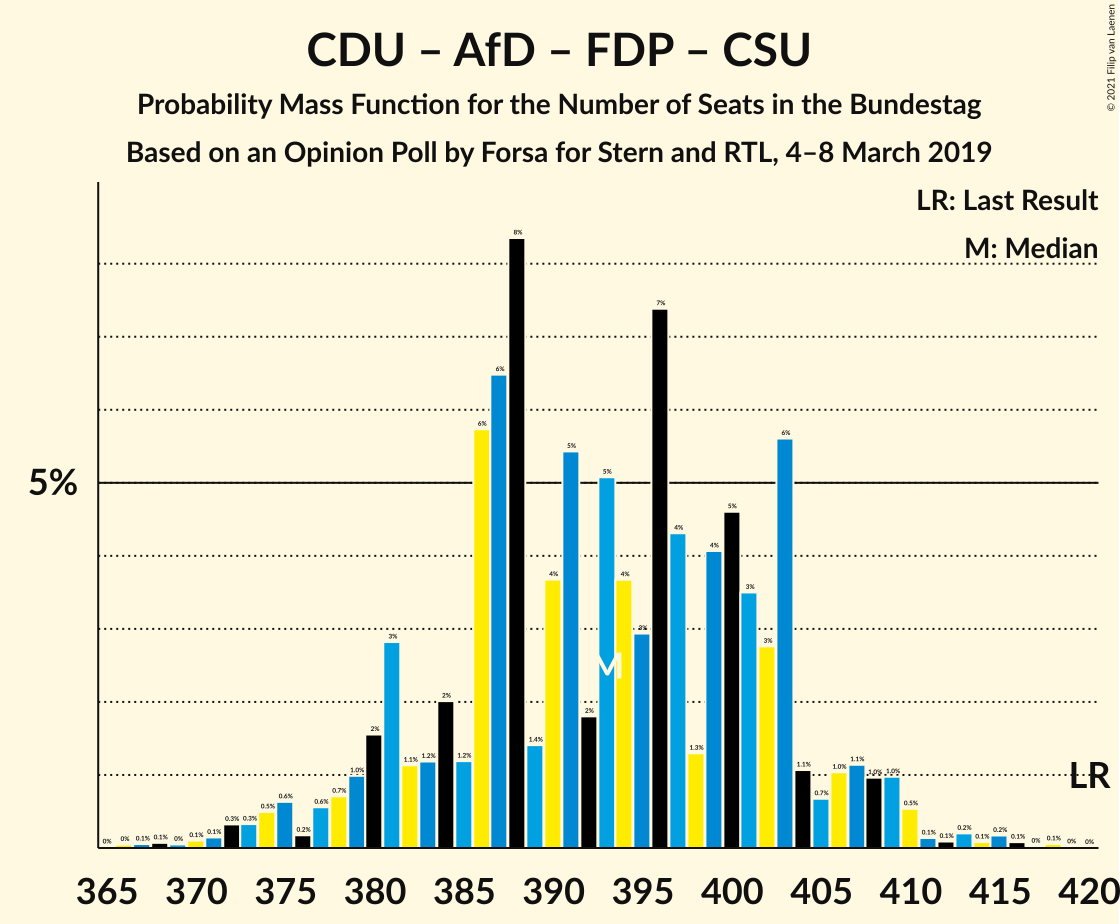 CDU – AfD – FDP – CSU
Probability Mass Function for the Number of Seats in the Bundestag
Based on an Opinion Poll by Forsa for Stern and RTL, 4–8 March 2019
© 2021 Filip van Laenen
LR: Last Result
M: Median
5%
0% 0% 0.1% 0.1% 0% 0.1% 0.1% 0.3% 0.3% 0.5% 0.6% 0.2% 0.6% 0.7% 1.0% 2% 3% 1.1% 1.2% 2% 1.2% 6% 6% 8% 1.4% 4% 5% 2% 5% 4% 3% 7% 4% 1.3% 4% 5% 3% 3% 6% 1.1% 0.7% 1.0% 1.1% 1.0% 1.0% 0.5% 0.1% 0.1% 0.2% 0.1% 0.2% 0.1% 0% 0.1% 0% 0%
M
LR
365 370 375 380 385 390 395 400 405 410 415 420